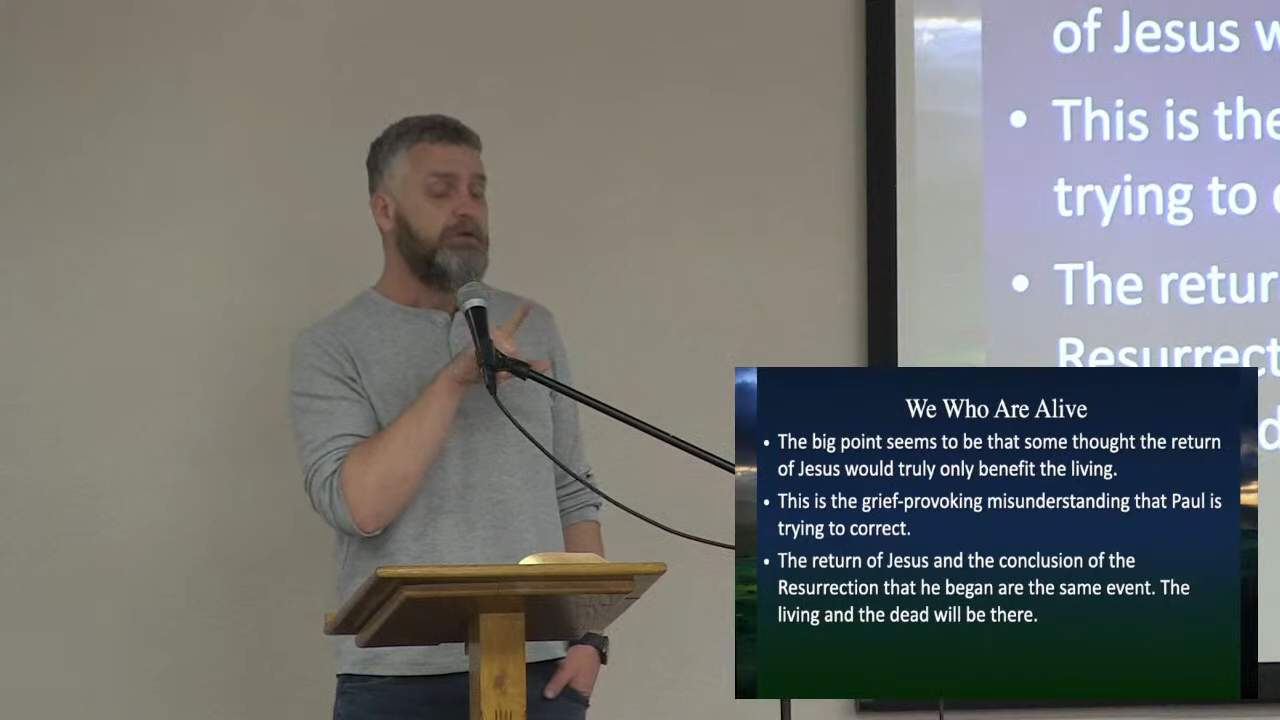 of Jesus w
• This is the
trying to
• The retur
Resurrect
We Who Are Alive
• The big point seems to be that some thought the return
of Jesus would truly only benefit the living.
• This is the grief-provoking misunderstanding that Paul is
trying to correct.
• The return of Jesus and the conclusion of the
Resurrection that he began are the same event. The
living and the dead will be there.